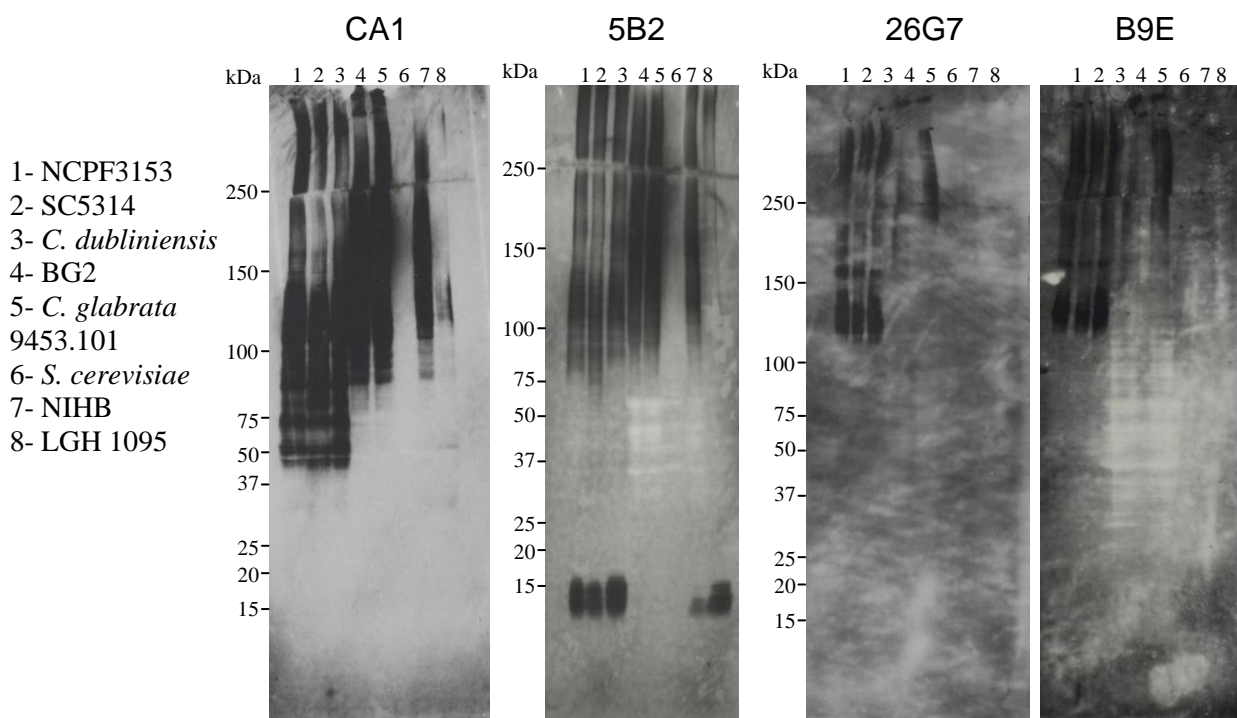 CA1
5B2
26G7
B9E
kDa 1 2 3 4 5 6 7 8
kDa 1 2 3 4 5 6 7 8
kDa 1 2 3 4 5 6 7 8
1 2 3 4 5 6 7 8
1- NCPF3153
2- SC5314
3- C. dubliniensis
4- BG2
5- C. glabrata
9453.101
6- S. cerevisiae
7- NIHB
8- LGH 1095
250
150
100
75
50
37
25
20
15
250
150
100
75
50
37
25
20
15
250
150
100
75
50
37
25
20
15